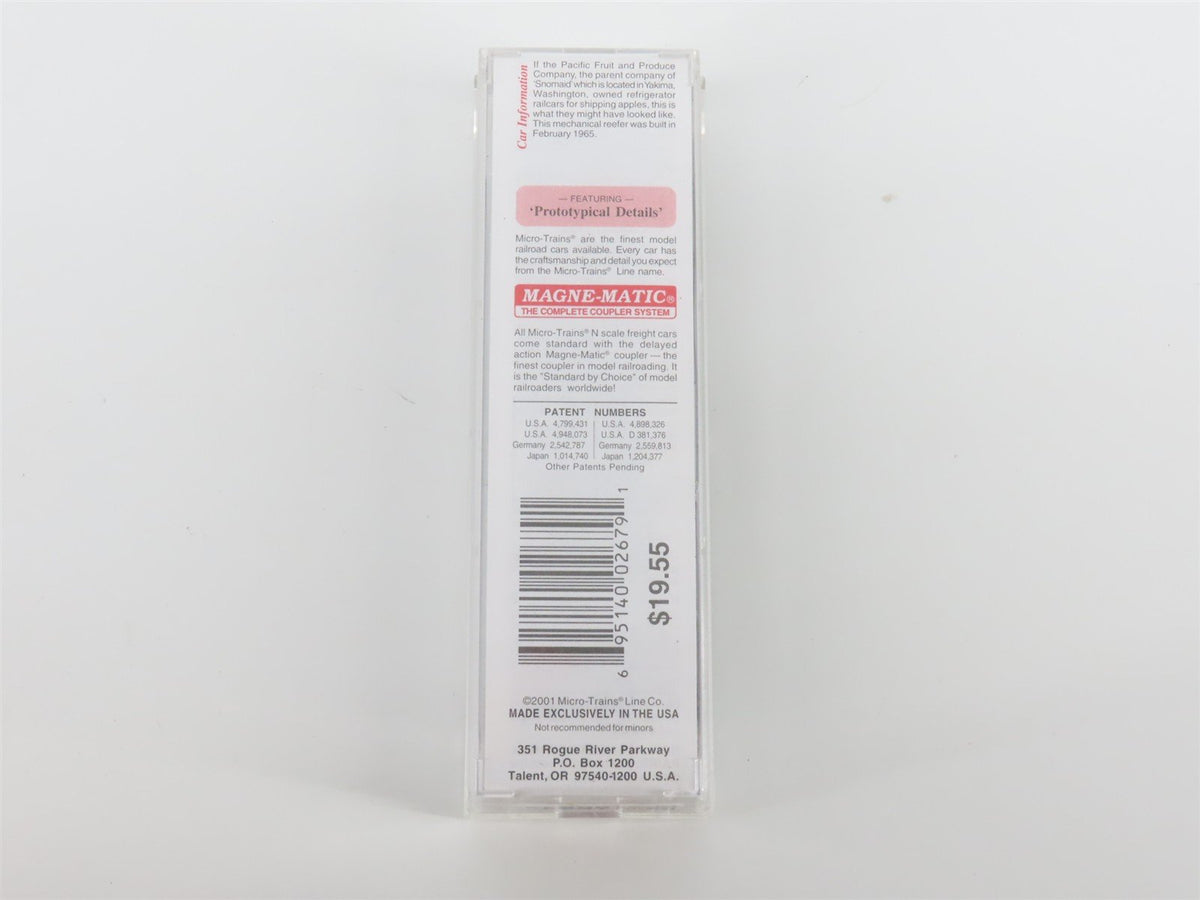 Car Information
If the Pacific Fruit and Produce
Company, the parent company of
'Snomaid' which is located in Yakima,
Washington, owned refrigerator
railcars for shipping apples, this is
what they might have looked like.
This mechanical reefer was built in
February 1965.
— FEATURING —
'Prototypical Details'
Micro-Trains® are the finest model
railroad cars available. Every car has
the craftsmanship and detail you expect
from the Micro-Trains® Line name.
MAGNE-MATIC®
THE COMPLETE COUPLER SYSTEM
All Micro-Trains® N scale freight cars
come standard with the delayed
action Magne-Matic® coupler — the
finest coupler in model railroading. It
is the "Standard by Choice" of model
railroaders worldwide!
PATENT NUMBERS
U.S.A. 4,799,431 U.S.A. 4,898,326
U.S.A. 4,948,073 U.S.A. D 381,376
Germany 2,542,787 Germany 2,559,813
Japan 1,014,740 Japan 1,204,377
Other Patents Pending
6 95140 02679 1
$19.55
©2001 Micro-Trains® Line Co.
MADE EXCLUSIVELY IN THE USA
Not recommended for minors
351 Rogue River Parkway
P.O. Box 1200
Talent, OR 97540-1200 U.S.A.